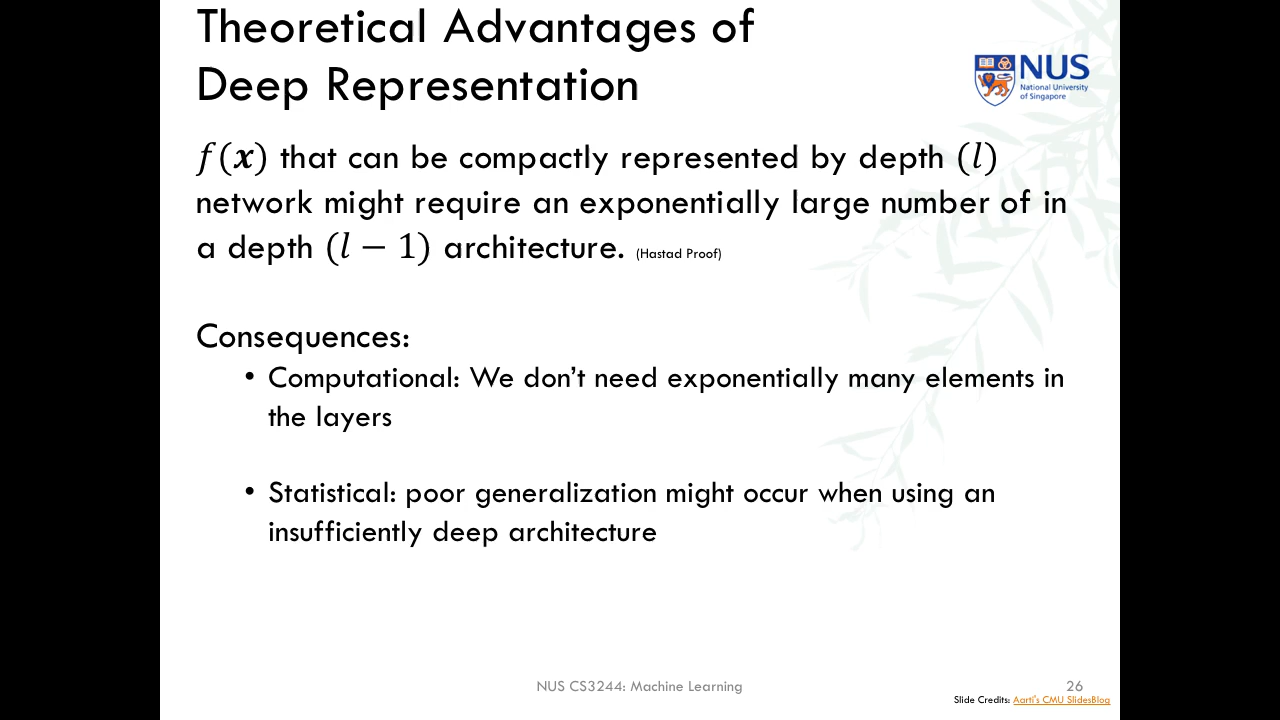 Theoretical Advantages of
Deep Representation
NUS
National University
of Singapore
f(x) that can be compactly represented by depth (l)
network might require an exponentially large number of in
a depth (l − 1) architecture. (Hastad Proof)
Consequences:
• Computational: We don’t need exponentially many elements in
the layers
• Statistical: poor generalization might occur when using an
insufficiently deep architecture
NUS CS3244: Machine Learning
26
Slide Credits: Aarti's CMU SlidesBlog